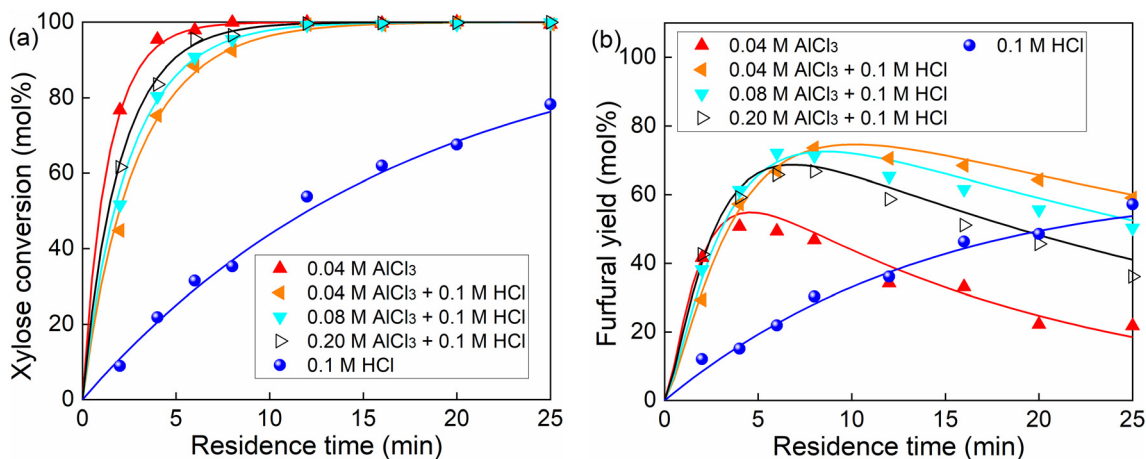 (a)
100
80
60
40
20
0
Xylose conversion (mol%)
0.04 M AlCl₃
0.04 M AlCl₃ + 0.1 M HCl
0.08 M AlCl₃ + 0.1 M HCl
0.20 M AlCl₃ + 0.1 M HCl
0.1 M HCl
0 5 10 15 20 25
Residence time (min)
(b)
100
80
60
40
20
0
Furfural yield (mol%)
0.04 M AlCl₃
0.04 M AlCl₃ + 0.1 M HCl
0.08 M AlCl₃ + 0.1 M HCl
0.20 M AlCl₃ + 0.1 M HCl
0.1 M HCl
0 5 10 15 20 25
Residence time (min)